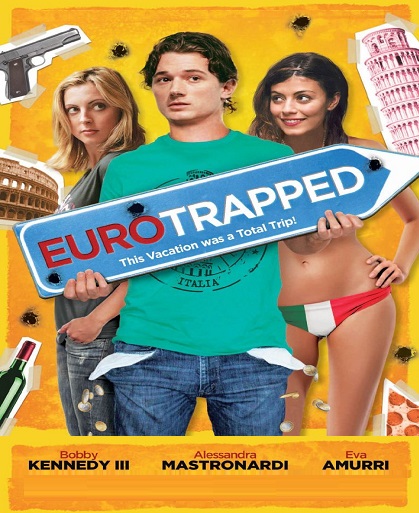 EUROTRAPPED
This Vacation was a Total Trip!
ITALIA
Bobby Alessandra Eva
KENNEDY III MASTRONARDI AMURRI